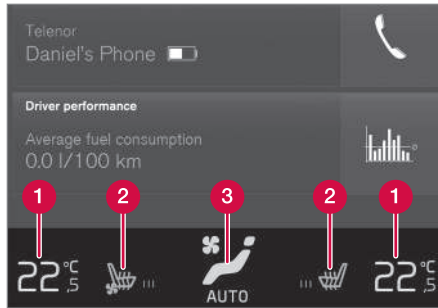 Telenor
Daniel's Phone
Driver performance
Average fuel consumption
0.0 l/100 km
1 2 3 2 1
22 °C ,5 AUTO 22 °C ,5